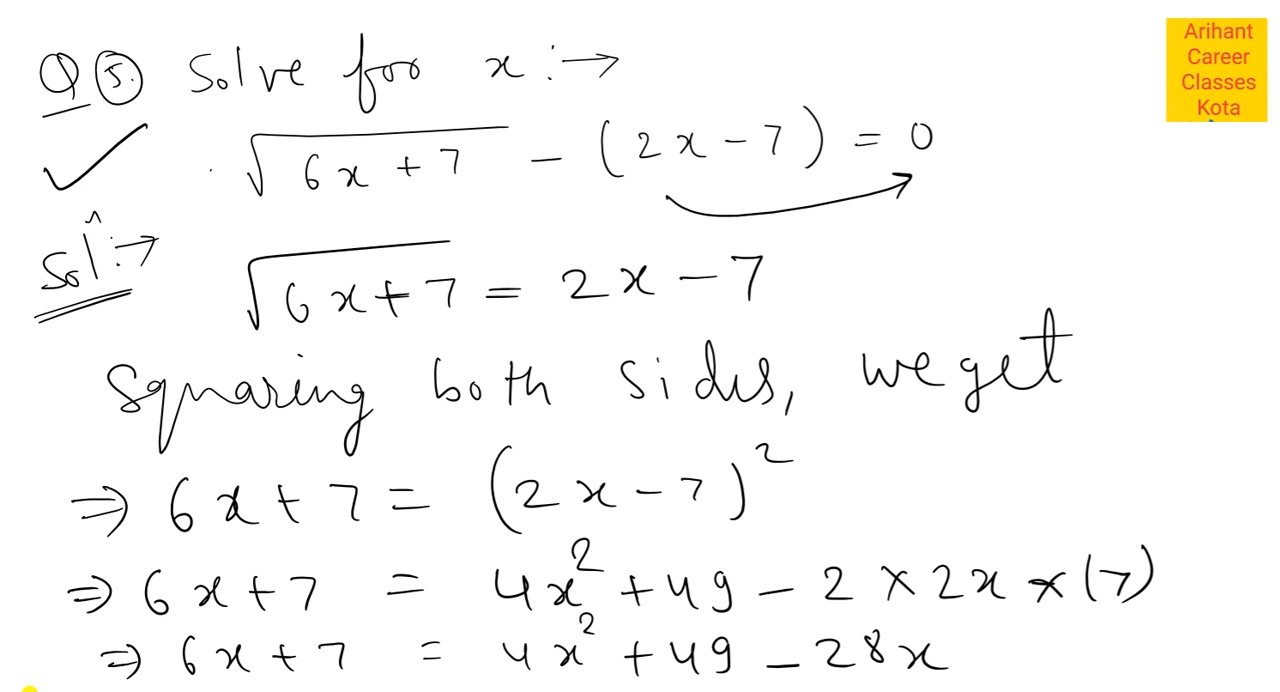 Q ⑤. Solve for x :→
√(6x + 7) − (2x − 7) = 0
Solⁿ :→
√(6x + 7) = 2x − 7
Squaring both sides, we get
⇒ 6x + 7 = (2x − 7)²
⇒ 6x + 7 = 4x² + 49 − 2 × 2x × (7)
⇒ 6x + 7 = 4x² + 49 − 28x
Arihant
Career
Classes
Kota